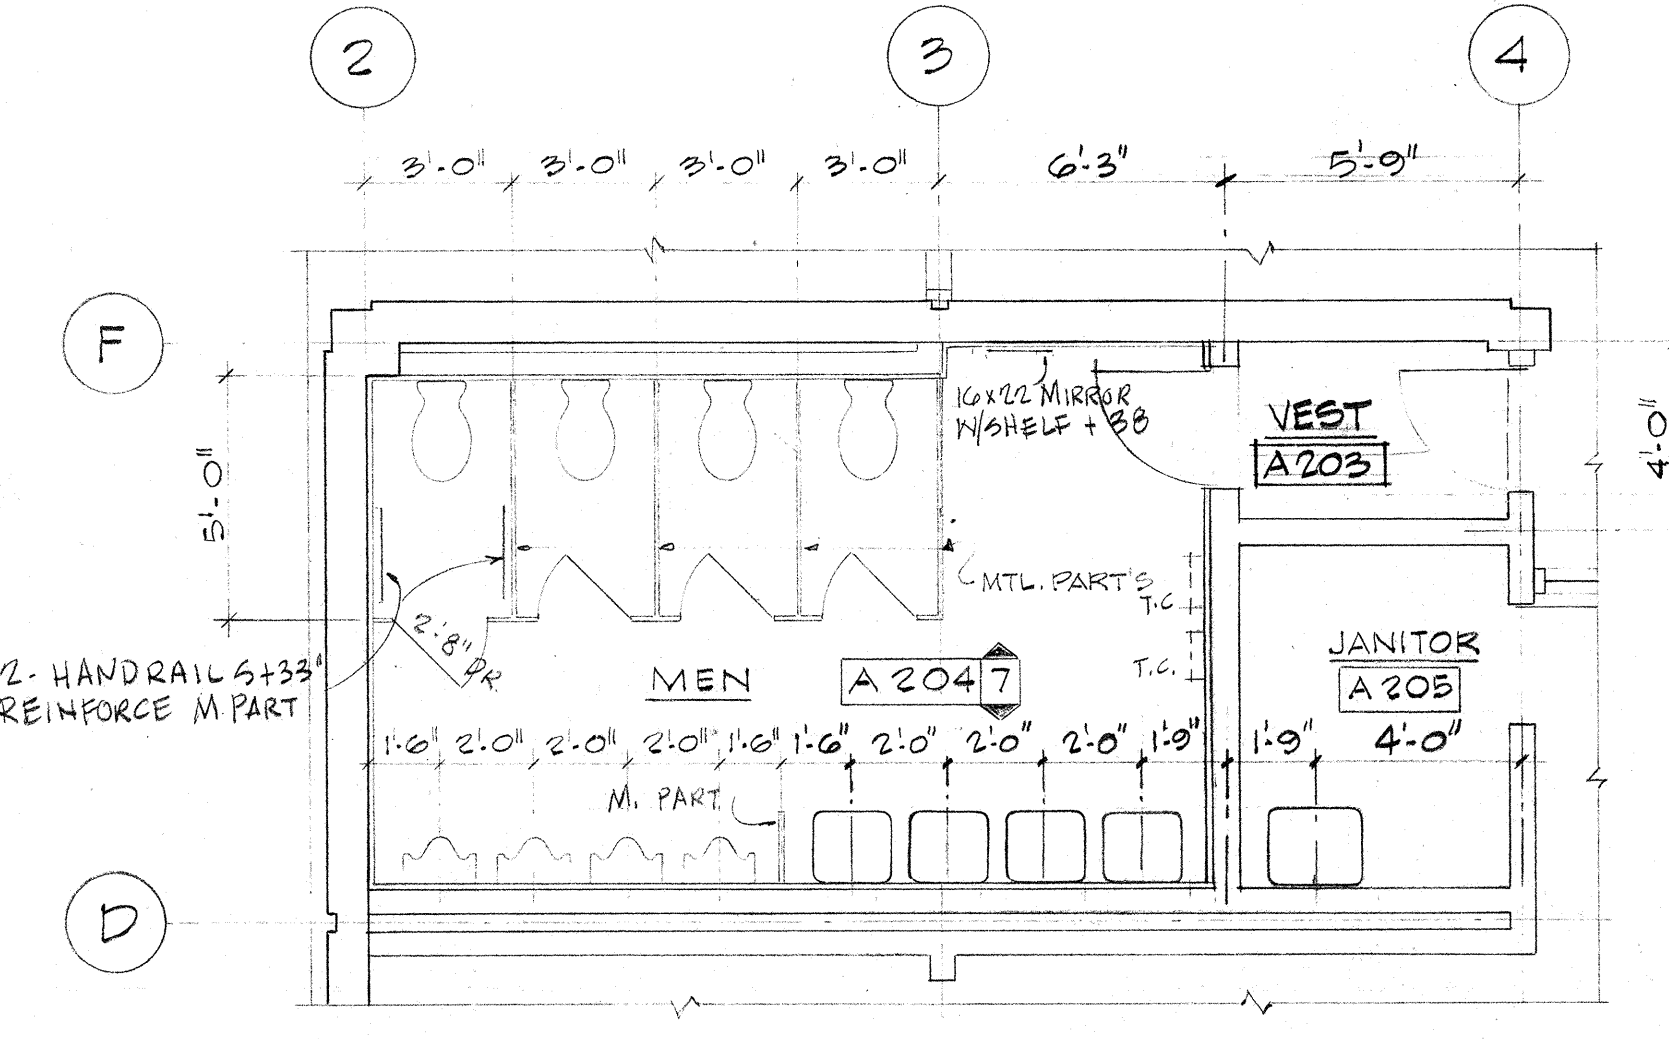 2 3 4
3'-0" 3'-0" 3'-0" 3'-0" 6'-3" 5'-9"
F
16x22 MIRROR
W/SHELF + 38
VEST
A203
4'-0"
5'-0"
MTL. PART'S
T.C.
T.C.
2'-8" DR.
2- HANDRAILS+33"
REINFORCE M.PART
MEN
A 204 7
JANITOR
A 205
1'-6" 2'-0" 2'-0" 2'-0" 1'-6" 1'-6" 2'-0" 2'-0" 2'-0" 1'-9" 1'-9" 4'-0"
M. PART.
D